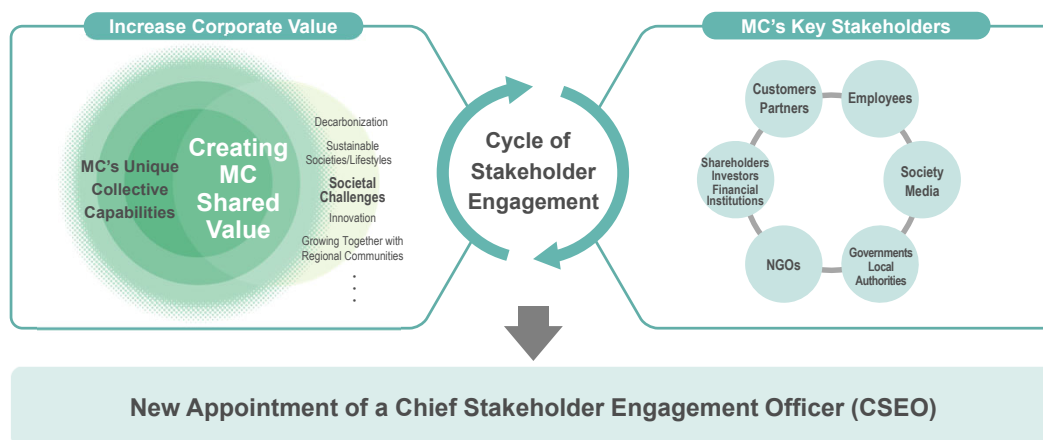 Increase Corporate Value
MC's Unique
Collective
Capabilities
Creating
MC
Shared
Value
Decarbonization
Sustainable
Societies/Lifestyles
Societal
Challenges
Innovation
Growing Together with
Regional Communities
Cycle of
Stakeholder
Engagement
MC's Key Stakeholders
Customers
Partners
Employees
Shareholders
Investors
Financial
Institutions
Society
Media
NGOs
Governments
Local
Authorities
New Appointment of a Chief Stakeholder Engagement Officer (CSEO)